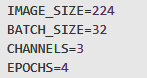 IMAGE_SIZE=224
BATCH_SIZE=32
CHANNELS=3
EPOCHS=4